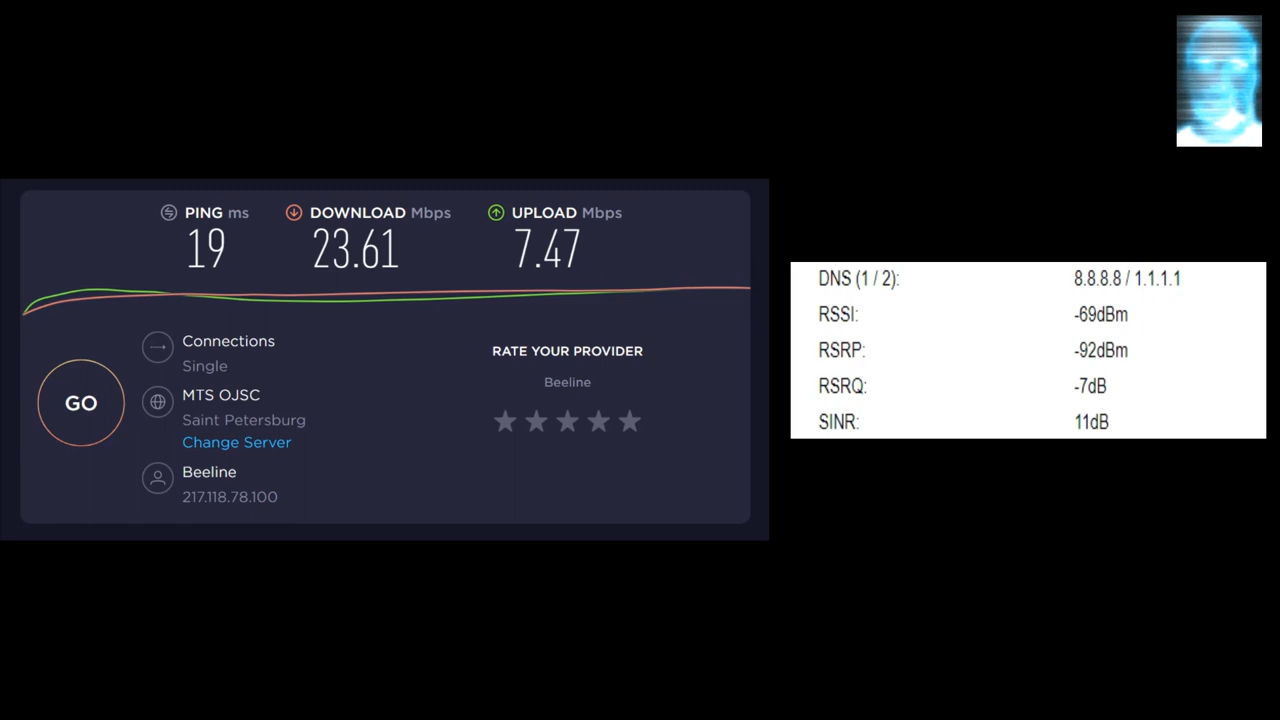 PING ms
19
DOWNLOAD Mbps
23.61
UPLOAD Mbps
7.47
GO
Connections
Single
MTS OJSC
Saint Petersburg
Change Server
Beeline
217.118.78.100
RATE YOUR PROVIDER
Beeline
DNS (1 / 2): 8.8.8.8 / 1.1.1.1
RSSI: -69dBm
RSRP: -92dBm
RSRQ: -7dB
SINR: 11dB